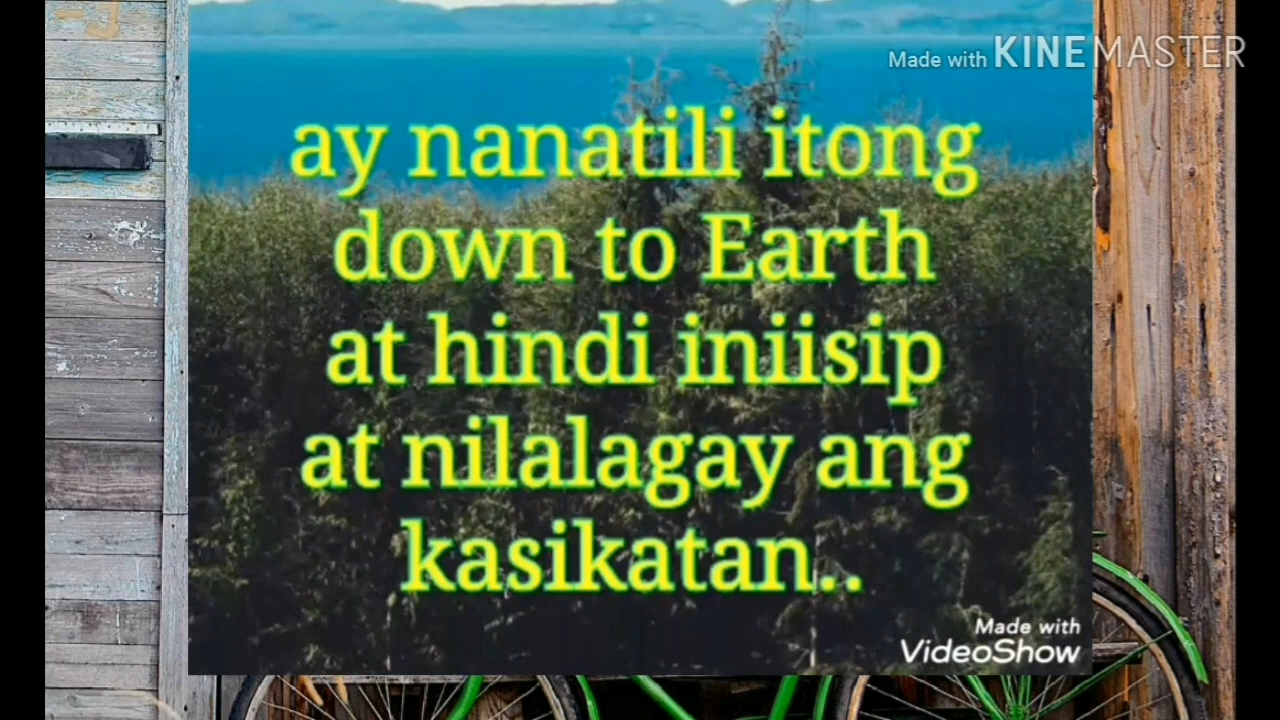 Made with KINEMASTER
ay nanatili itong
down to Earth
at hindi iniisip
at nilalagay ang
kasikatan..
Made with
VideoShow